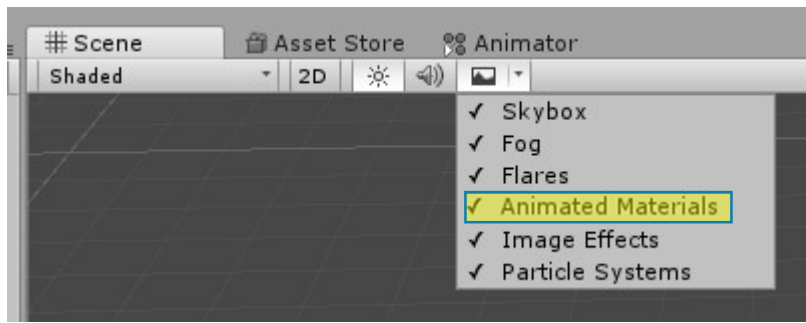 Scene Asset Store Animator
Shaded 2D
Skybox
Fog
Flares
Animated Materials
Image Effects
Particle Systems